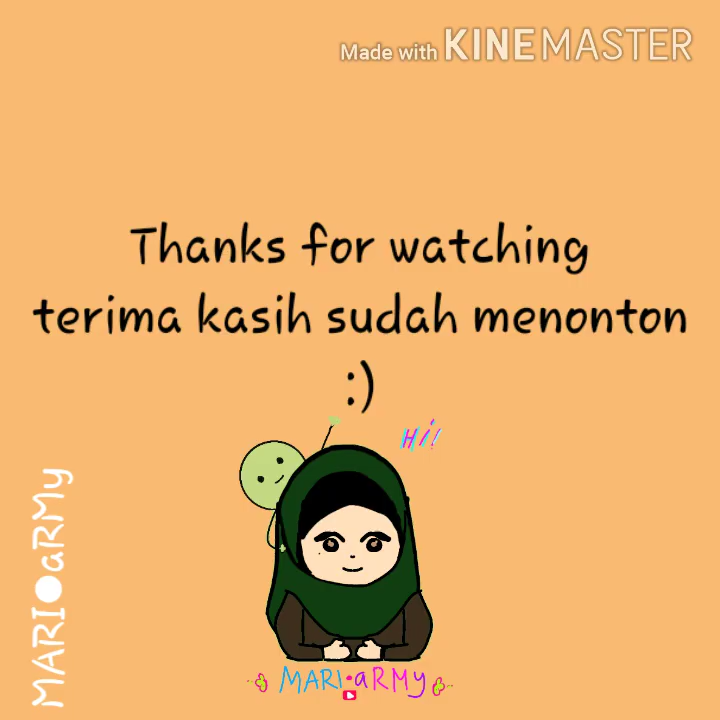 Made with KINEMASTER
Thanks for watching
terima kasih sudah menonton
:)
Hi!
MARI●aRMy
MARI•aRMy